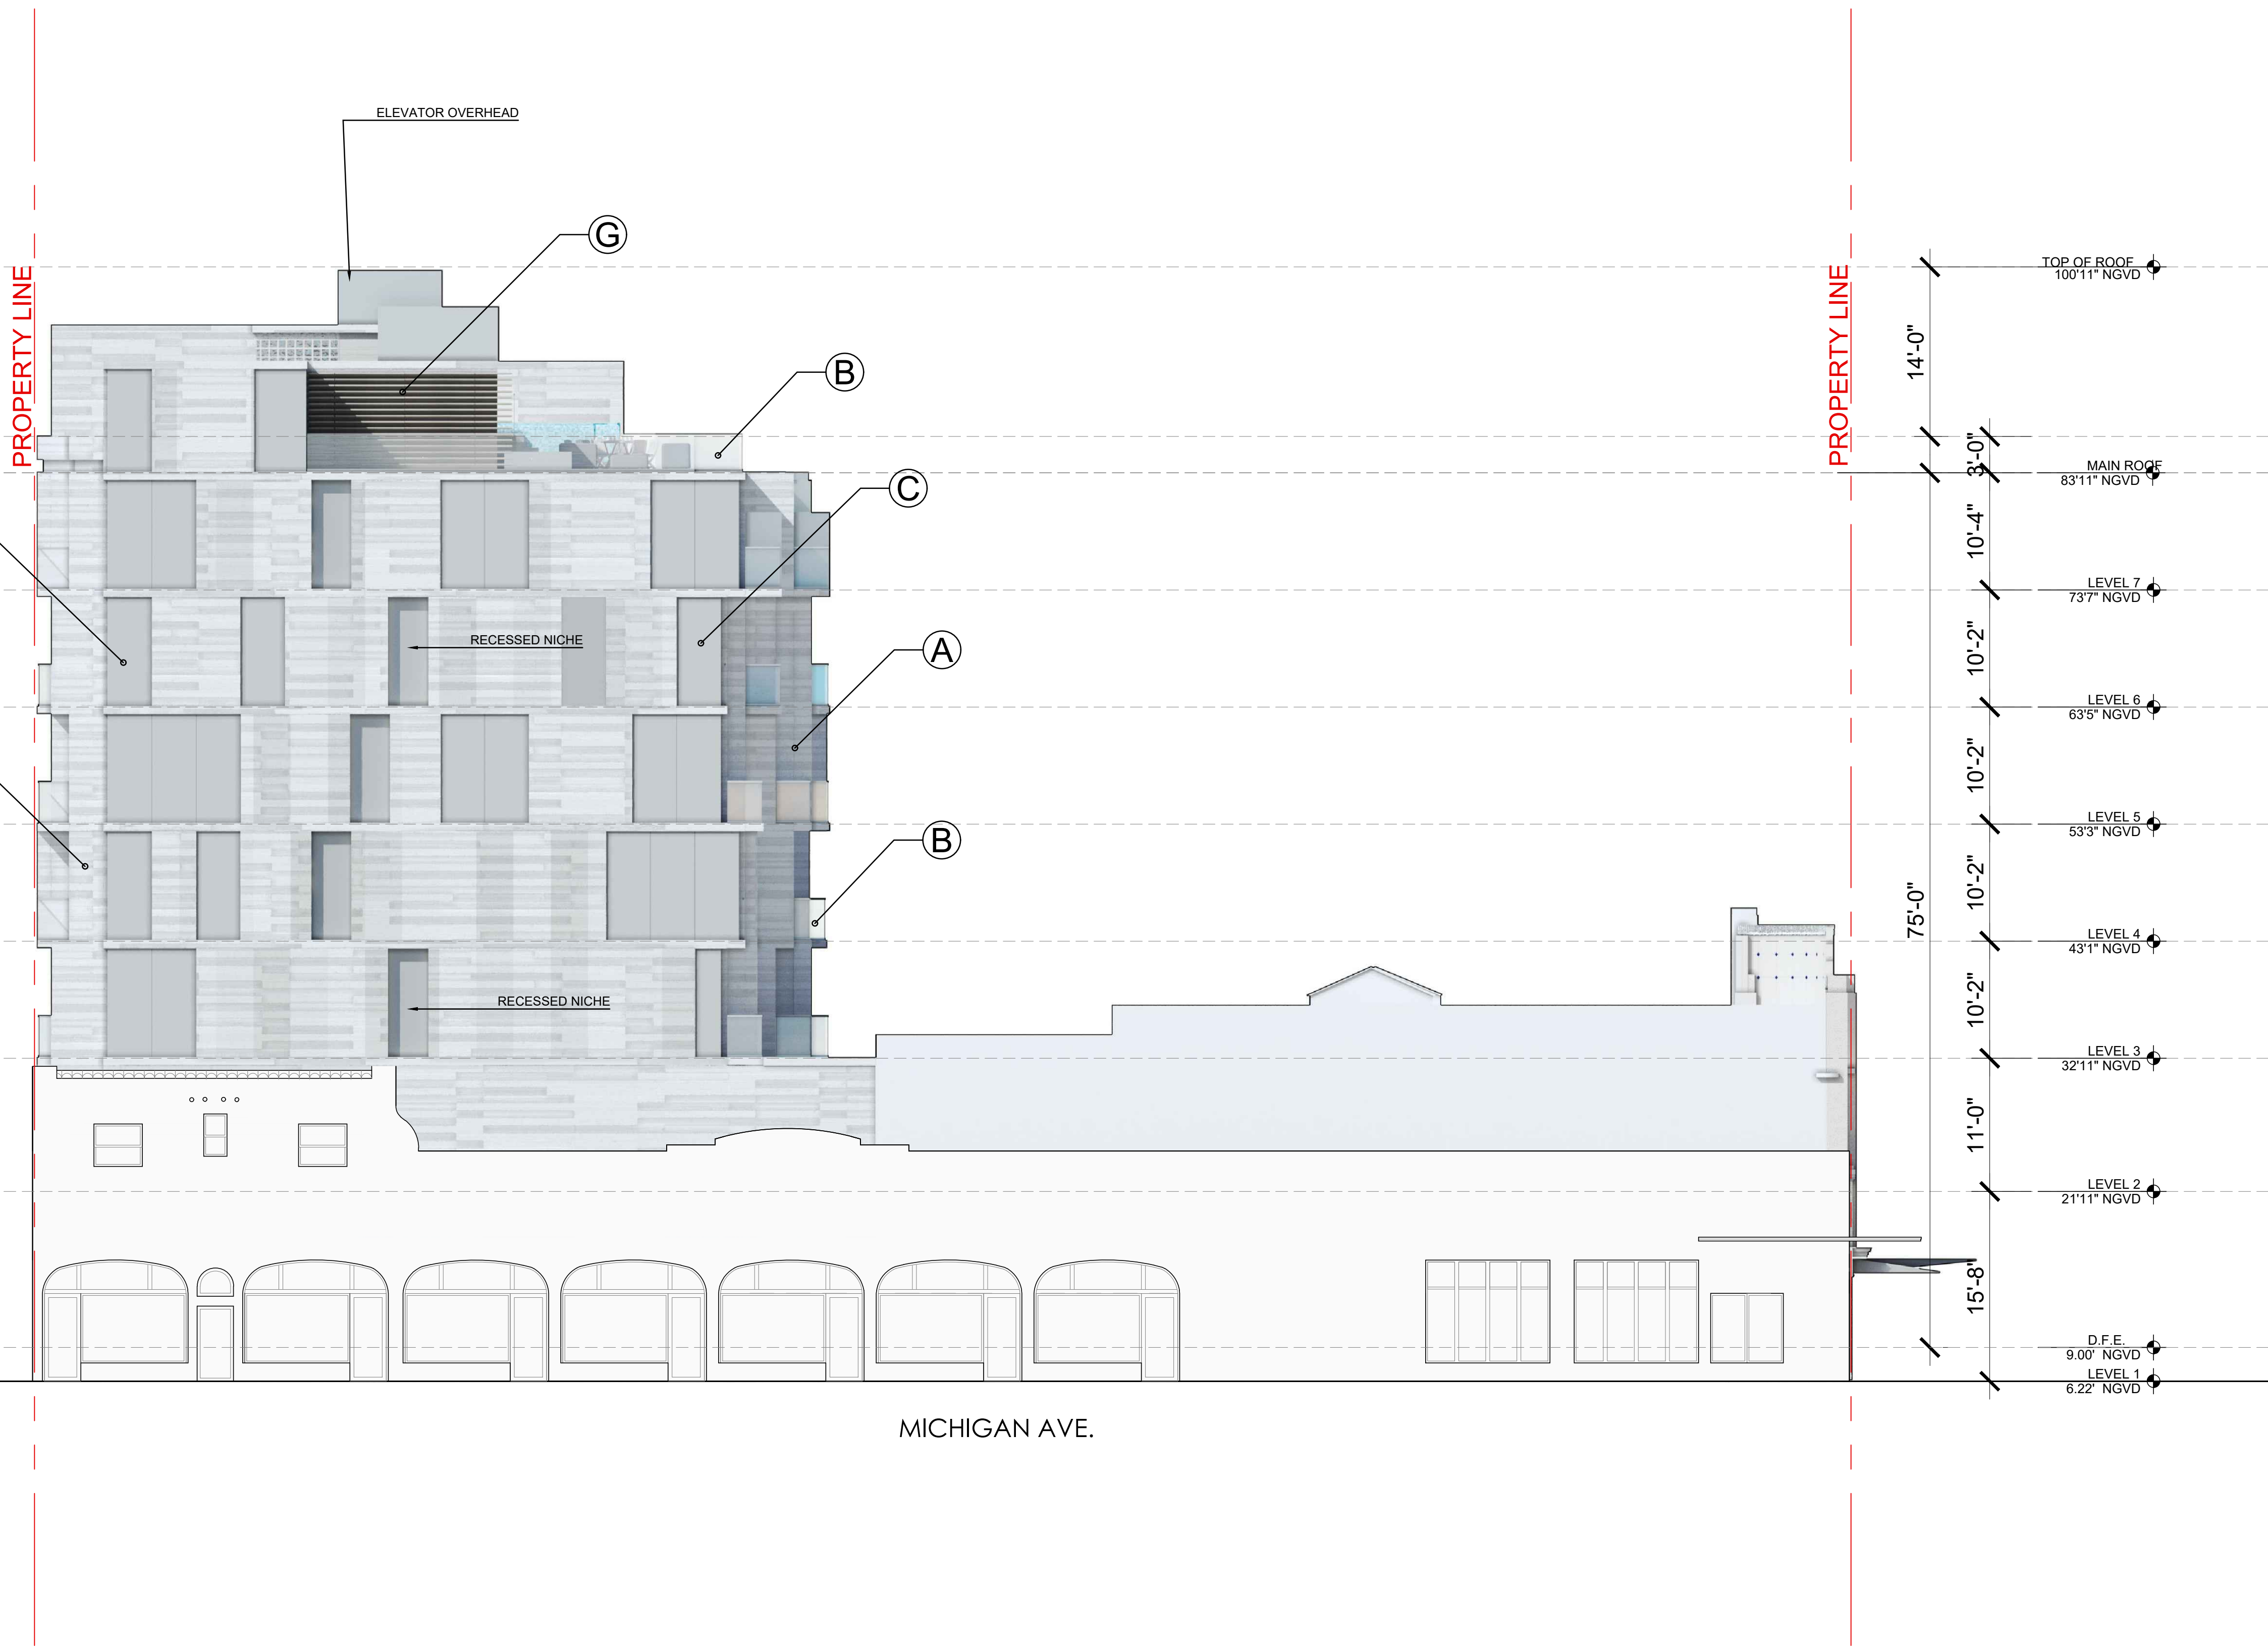 ELEVATOR OVERHEAD
G
PROPERTY LINE
PROPERTY LINE
TOP OF ROOF
100'11" NGVD
14'-0"
B
3'-0"
MAIN ROOF
83'11" NGVD
C
10'-4"
LEVEL 7
73'7" NGVD
RECESSED NICHE
A
10'-2"
LEVEL 6
63'5" NGVD
10'-2"
LEVEL 5
53'3" NGVD
B
75'-0"
10'-2"
LEVEL 4
43'1" NGVD
RECESSED NICHE
10'-2"
LEVEL 3
32'11" NGVD
11'-0"
LEVEL 2
21'11" NGVD
15'-8"
D.F.E.
9.00' NGVD
LEVEL 1
6.22' NGVD
MICHIGAN AVE.